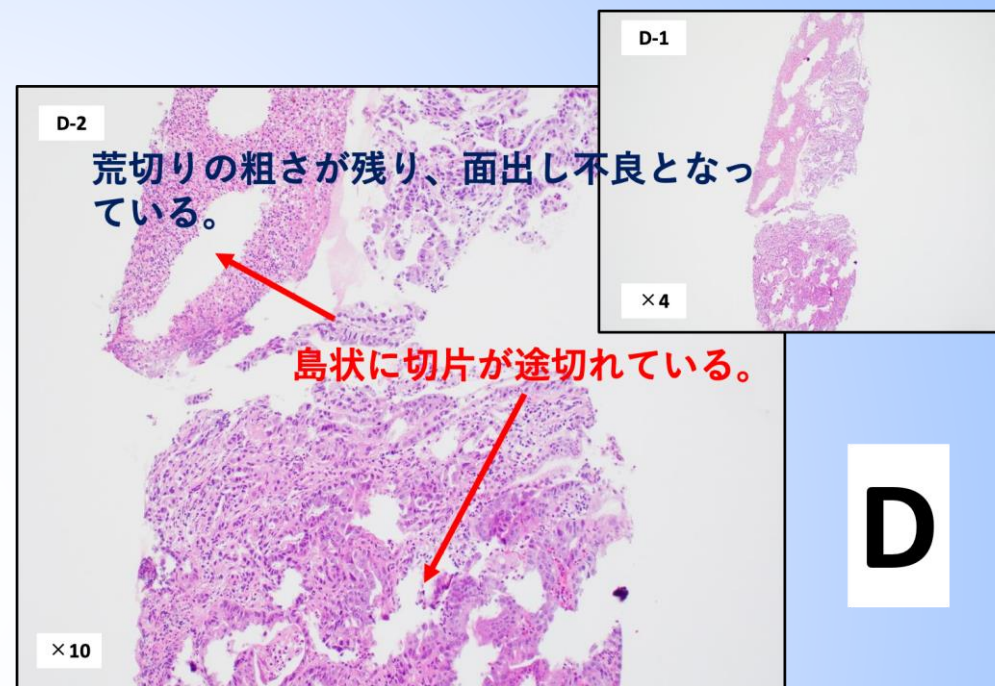 D-1
D-2
荒切りの粗さが残り、面出し不良となっ
ている。
×4
島状に切片が途切れている。
D
×10